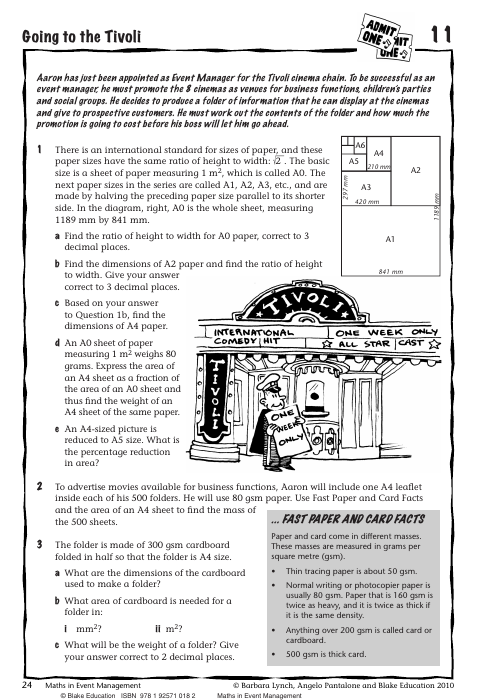 Going to the Tivoli
ADMIT
ONE
11
Aaron has just been appointed as Event Manager for the Tivoli cinema chain. To be successful as an
event manager, he must promote the 8 cinemas as venues for business functions, children's parties
and social groups. He decides to produce a folder of information that he can display at the cinemas
and give to prospective customers. He must work out the contents of the folder and how much the
promotion is going to cost before his boss will let him go ahead.
1 There is an international standard for sizes of paper, and these
paper sizes have the same ratio of height to width: √2. The basic
size is a sheet of paper measuring 1 m², which is called A0. The
next paper sizes in the series are called A1, A2, A3, etc., and are
made by halving the preceding paper size parallel to its shorter
side. In the diagram, right, A0 is the whole sheet, measuring
1189 mm by 841 mm.
a Find the ratio of height to width for A0 paper, correct to 3
decimal places.
b Find the dimensions of A2 paper and find the ratio of height
to width. Give your answer
correct to 3 decimal places.
c Based on your answer
to Question 1b, find the
dimensions of A4 paper.
d An A0 sheet of paper
measuring 1 m² weighs 80
grams. Express the area of
an A4 sheet as a fraction of
the area of an A0 sheet and
thus find the weight of an
A4 sheet of the same paper.
e An A4-sized picture is
reduced to A5 size. What is
the percentage reduction
in area?
A6
A4
A5
210 mm
A2
A3
297 mm
420 mm
1189 mm
A1
841 mm
TIVOLI
INTERNATIONAL
COMEDY HIT
ONE WEEK ONLY
ALL STAR CAST
TIVOLI
ONE
WEEK
ONLY
2 To advertise movies available for business functions, Aaron will include one A4 leaflet
inside each of his 500 folders. He will use 80 gsm paper. Use Fast Paper and Card Facts
and the area of an A4 sheet to find the mass of
the 500 sheets.
3 The folder is made of 300 gsm cardboard
folded in half so that the folder is A4 size.
a What are the dimensions of the cardboard
used to make a folder?
b What area of cardboard is needed for a
folder in:
i mm²? ii m²?
c What will be the weight of a folder? Give
your answer correct to 2 decimal places.
... FAST PAPER AND CARD FACTS
Paper and card come in different masses.
These masses are measured in grams per
square metre (gsm).
• Thin tracing paper is about 50 gsm.
• Normal writing or photocopier paper is
usually 80 gsm. Paper that is 160 gsm is
twice as heavy, and it is twice as thick if
it is the same density.
• Anything over 200 gsm is called card or
cardboard.
• 500 gsm is thick card.
24 Maths in Event Management © Barbara Lynch, Angelo Pantalone and Blake Education 2010
© Blake Education ISBN 978 1 92571 018 2 Maths in Event Management